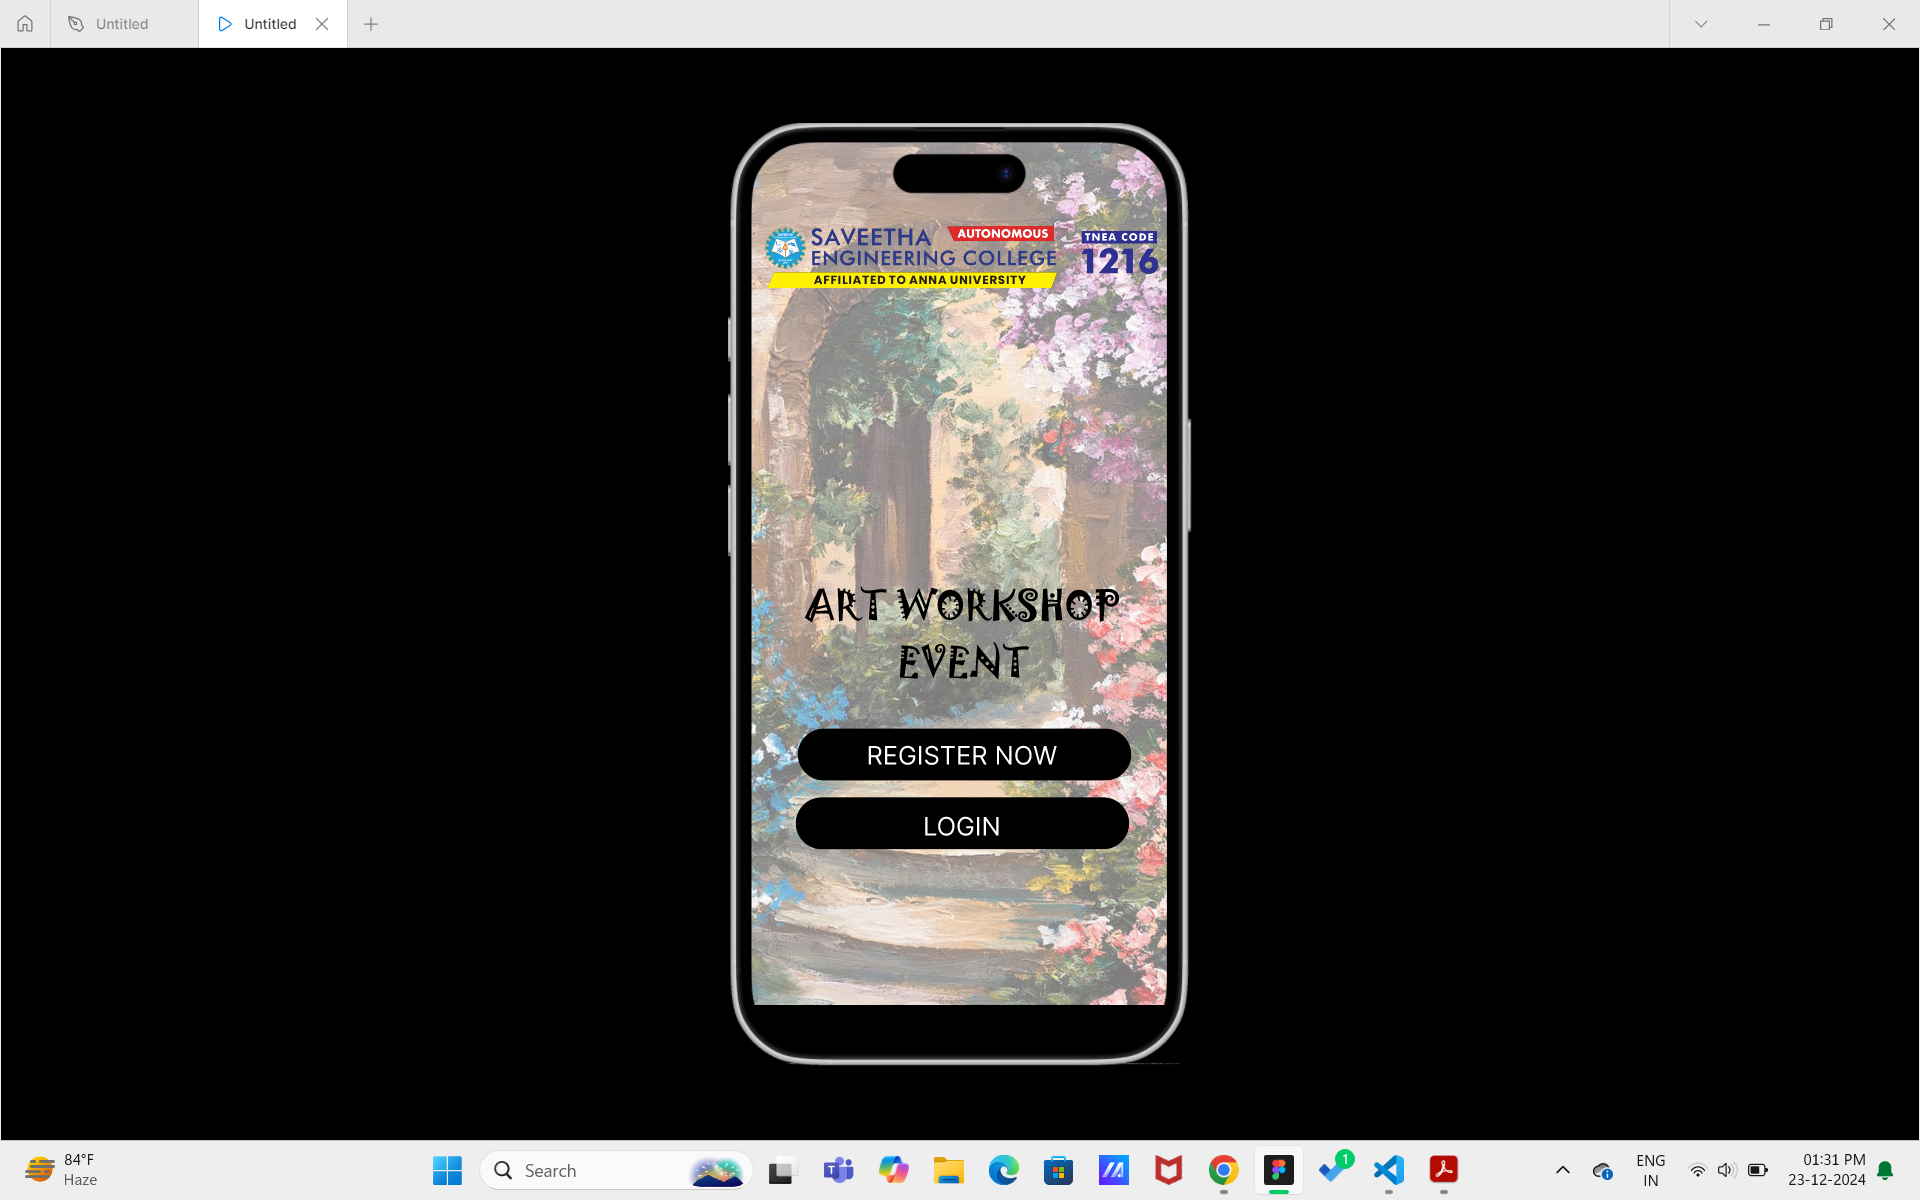 Untitled
Untitled
SAVEETHA AUTONOMOUS
ENGINEERING COLLEGE
AFFILIATED TO ANNA UNIVERSITY
TNEA CODE
1216
ART WORKSHOP
EVENT
REGISTER NOW
LOGIN
84°F
Haze
Search
1
ENG
IN
01:31 PM
23-12-2024